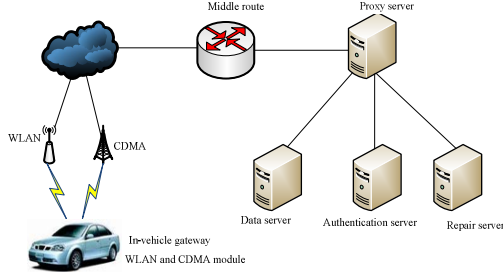 Middle route
Proxy server
WLAN
CDMA
Data server
Authentication server
Repair server
In-vehicle gateway
WLAN and CDMA module